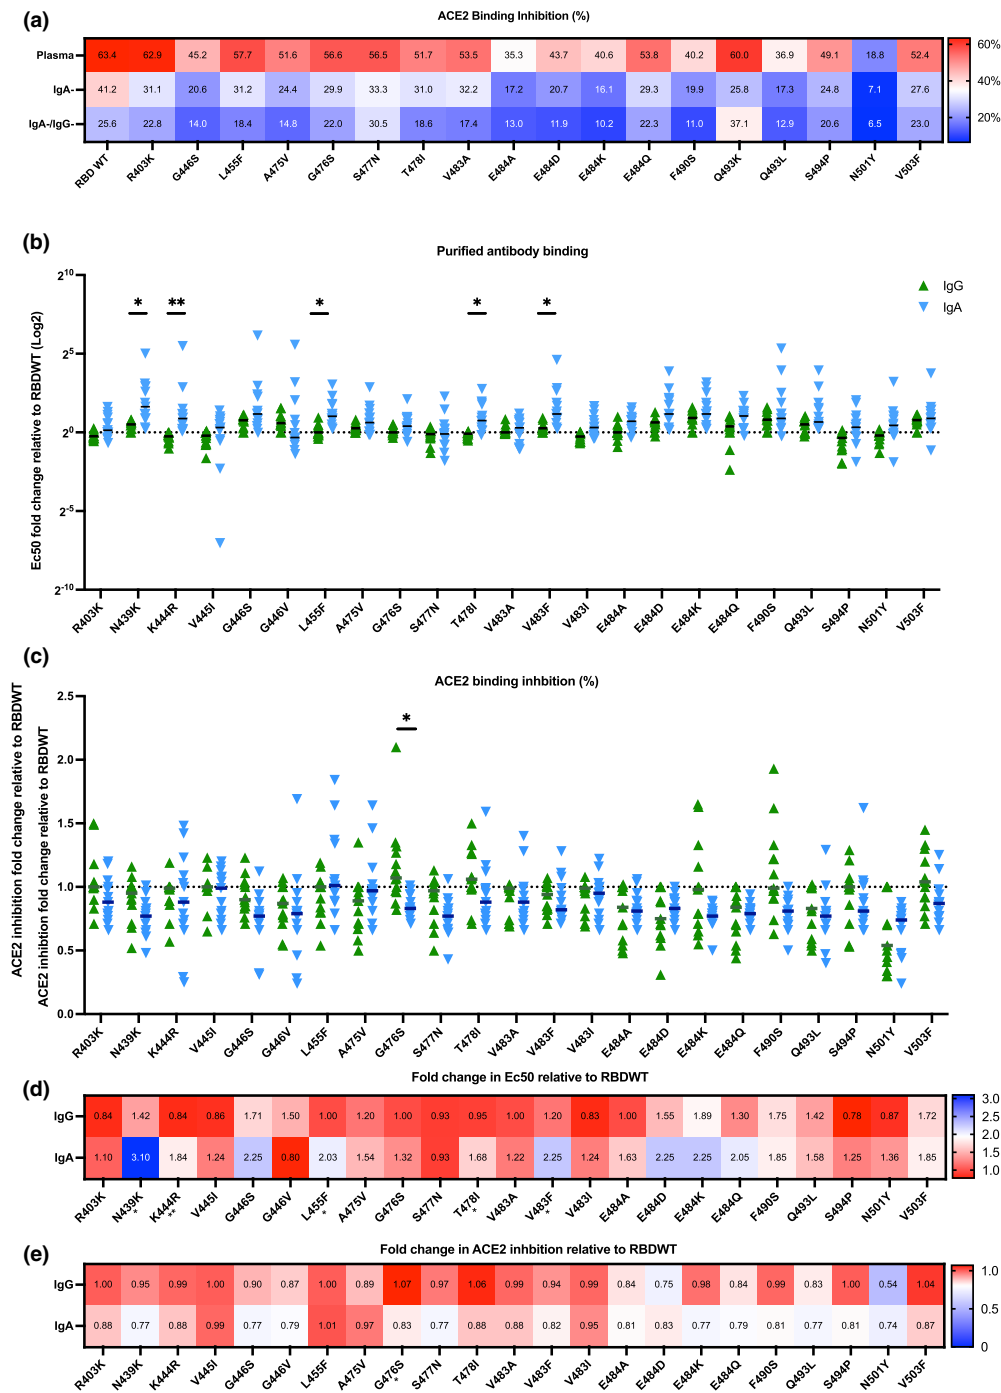 (a)
ACE2 Binding Inhibition (%)
Plasma 63.4 62.9 45.2 57.7 51.6 56.6 56.5 51.7 53.5 35.3 43.7 40.6 53.8 40.2 60.0 36.9 49.1 18.8 52.4
IgA- 41.2 31.1 20.6 31.2 24.4 29.9 33.3 31.0 32.2 17.2 20.7 16.1 29.3 19.9 25.8 17.3 24.8 7.1 27.6
IgA-/IgG- 25.6 22.8 14.0 18.4 14.8 22.0 30.5 18.6 17.4 13.0 11.9 10.2 22.3 11.0 37.1 12.9 20.6 6.5 23.0
60%
40%
20%
RBD WT R403K G446S L455F A475V G476S S477N T478I V483A E484A E484D E484K E484Q F490S Q493K Q493L S494P N501Y V503F
(b)
Purified antibody binding
Ec50 fold change relative to RBDWT (Log2)
2^10
2^5
2^0
2^-5
2^-10
* ** * * *
IgG
IgA
R403K N439K K444R V445I G446S G446V L455F A475V G476S S477N T478I V483A V483F V483I E484A E484D E484K E484Q F490S Q493L S494P N501Y V503F
(c)
ACE2 binding inhbition (%)
ACE2 inhibition fold change relative to RBDWT
ACE2 inhbition fold change relative to RBDWT
2.5
2.0
1.5
1.0
0.5
0.0
*
R403K N439K K444R V445I G446S G446V L455F A475V G476S S477N T478I V483A V483F V483I E484A E484D E484K E484Q F490S Q493L S494P N501Y V503F
(d)
Fold change in Ec50 relative to RBDWT
IgG 0.84 1.42 0.84 0.86 1.71 1.50 1.00 1.20 1.00 0.93 0.95 1.00 1.20 0.83 1.00 1.55 1.89 1.30 1.75 1.42 0.78 0.87 1.72
IgA 1.10 3.10 1.84 1.24 2.25 0.80 2.03 1.54 1.32 0.93 1.68 1.22 2.25 1.24 1.63 2.25 2.25 2.05 1.85 1.58 1.25 1.36 1.85
3.0
2.0
1.0
R403K N439K * K444R ** V445I G446S G446V L455F * A475V G476S S477N T478I * V483A V483F * V483I E484A E484D E484K E484Q F490S Q493L S494P N501Y V503F
(e)
Fold change in ACE2 inhbition relative to RBDWT
IgG 1.00 0.95 0.99 1.00 0.90 0.87 1.00 0.89 1.07 0.97 1.06 0.99 0.94 0.99 0.84 0.75 0.98 0.84 0.99 0.83 1.00 0.54 1.04
IgA 0.88 0.77 0.88 0.99 0.77 0.79 1.01 0.97 0.83 0.77 0.88 0.88 0.82 0.95 0.81 0.83 0.77 0.79 0.81 0.77 0.81 0.74 0.87
1.0
0.5
0
R403K N439K K444R V445I G446S G446V L455F A475V G476S * S477N T478I V483A V483F V483I E484A E484D E484K E484Q F490S Q493L S494P N501Y V503F